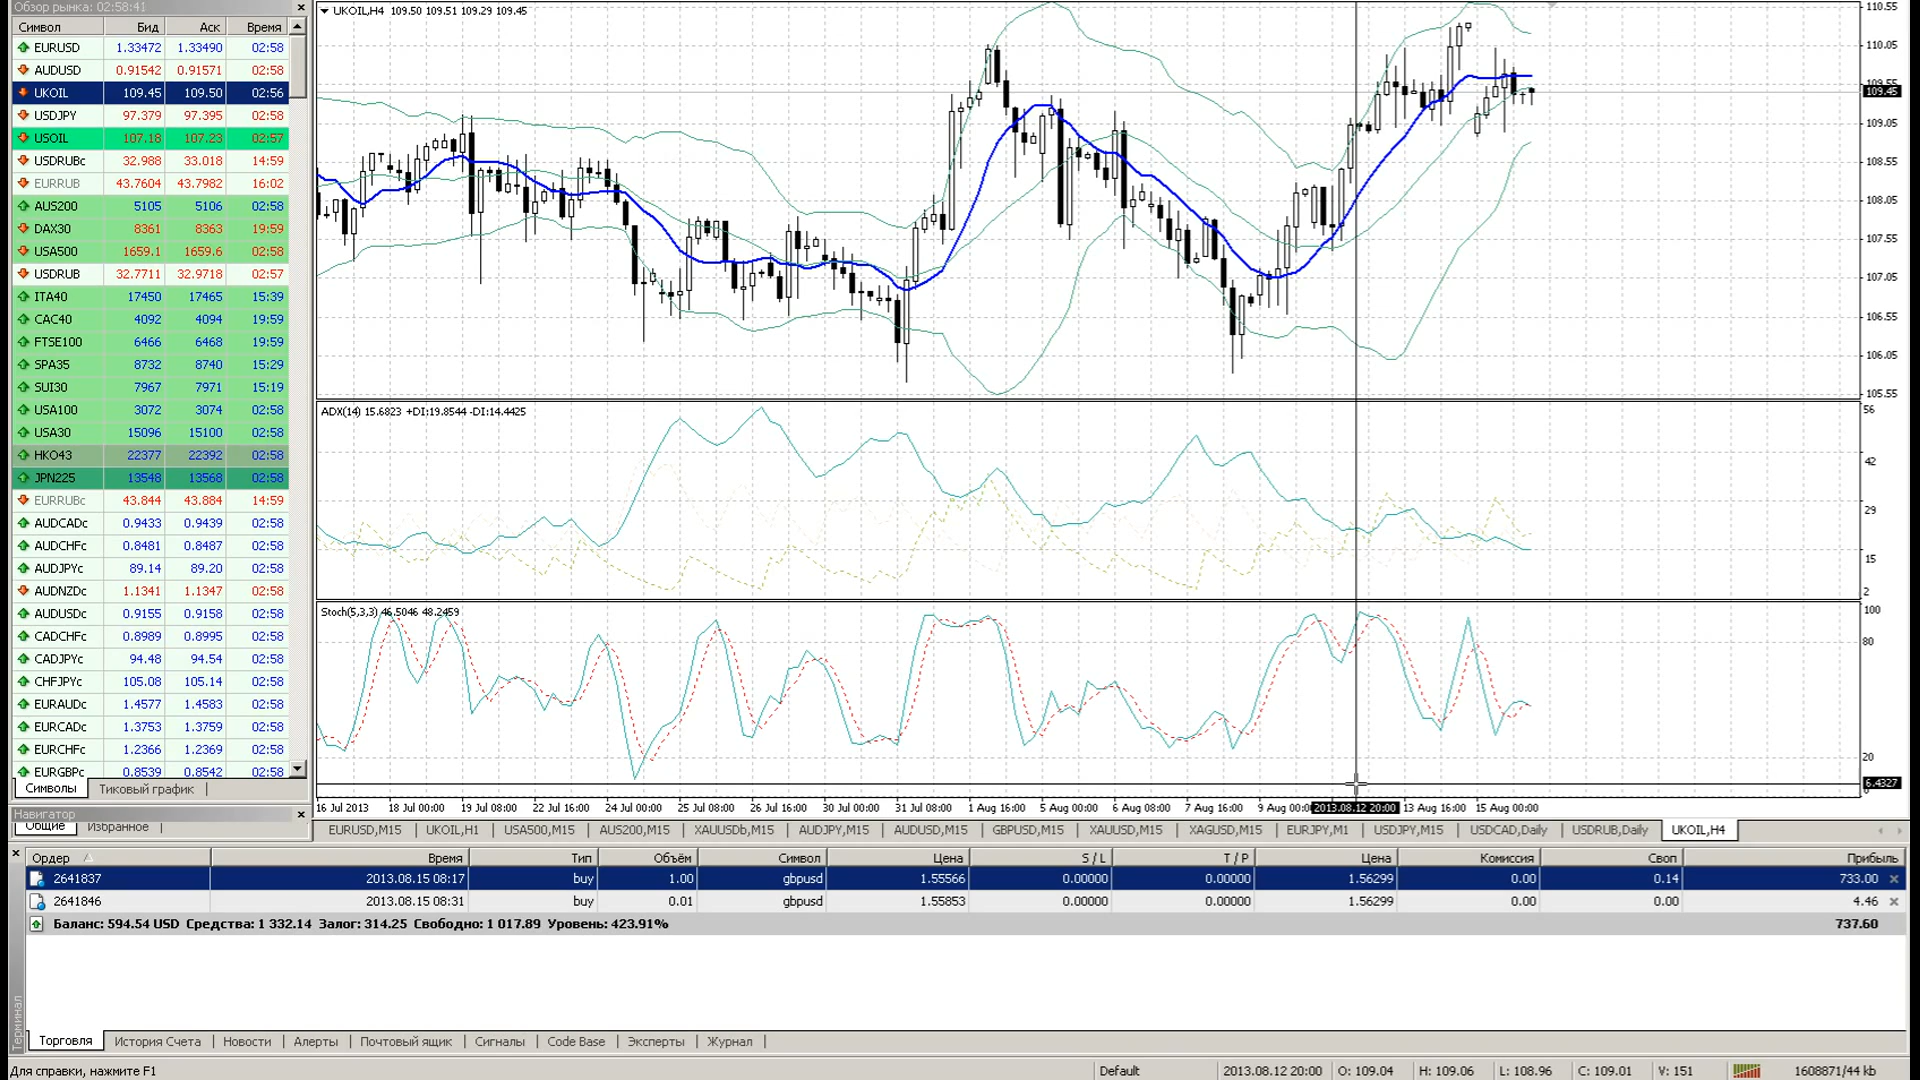 Обзор рынка: 02:58:41
Символ Бид Аск Время
EURUSD 1.33472 1.33490 02:58
AUDUSD 0.91542 0.91571 02:58
UKOIL 109.45 109.50 02:56
USDJPY 97.379 97.395 02:58
USOIL 107.18 107.23 02:57
USDRUBc 32.988 33.018 14:59
EURRUB 43.7604 43.7982 16:02
AUS200 5105 5106 02:58
DAX30 8361 8363 19:59
USA500 1659.1 1659.6 02:58
USDRUB 32.7711 32.9718 02:57
ITA40 17450 17465 15:39
CAC40 4092 4094 19:59
FTSE100 6466 6468 19:59
SPA35 8732 8740 15:29
SUI30 7967 7971 15:19
USA100 3072 3074 02:58
USA30 15096 15100 02:58
HKO43 22377 22392 02:58
JPN225 13548 13568 02:58
EURRUBc 43.844 43.884 14:59
AUDCADc 0.9433 0.9439 02:58
AUDCHFc 0.8481 0.8487 02:58
AUDJPYc 89.14 89.20 02:58
AUDNZDc 1.1341 1.1347 02:58
AUDUSDc 0.9155 0.9158 02:58
CADCHFc 0.8989 0.8995 02:58
CADJPYc 94.48 94.54 02:58
CHFJPYc 105.08 105.14 02:58
EURAUDc 1.4577 1.4583 02:58
EURCADc 1.3753 1.3759 02:58
EURCHFc 1.2366 1.2369 02:58
EURGBPc 0.8539 0.8542 02:58
Символы Тиковый график
Навигатор
Общие Избранное
UKOIL,H4 109.50 109.51 109.29 109.45
110.55
110.05
109.55
109.45
109.05
108.55
108.05
107.55
107.05
106.55
106.05
105.55
ADX(14) 15.6823 +DI:19.8544 -DI:14.4425
56
42
29
15
2
Stoch(5,3,3) 46.5046 48.2459
100
80
20
6.4327
0
16 Jul 2013 18 Jul 00:00 19 Jul 08:00 22 Jul 16:00 24 Jul 00:00 25 Jul 08:00 26 Jul 16:00 30 Jul 00:00 31 Jul 08:00 1 Aug 16:00 5 Aug 00:00 6 Aug 08:00 7 Aug 16:00 9 Aug 00:00 2013.08.12 20:00 13 Aug 16:00 15 Aug 00:00
EURUSD,M15 UKOIL,H1 USA500,M15 AUS200,M15 XAUUSDb,M15 AUDJPY,M15 AUDUSD,M15 GBPUSD,M15 XAUUSD,M15 XAGUSD,M15 EURJPY,M1 USDJPY,M15 USDCAD,Daily USDRUB,Daily UKOIL,H4
Ордер Время Тип Объём Символ Цена S / L T / P Цена Комиссия Своп Прибыль
2641837 2013.08.15 08:17 buy 1.00 gbpusd 1.55566 0.00000 0.00000 1.56299 0.00 0.14 733.00
2641846 2013.08.15 08:31 buy 0.01 gbpusd 1.55853 0.00000 0.00000 1.56299 0.00 0.00 4.46
Баланс: 594.54 USD Средства: 1 332.14 Залог: 314.25 Свободно: 1 017.89 Уровень: 423.91% 737.60
Терминал
Торговля История Счета Новости Алерты Почтовый ящик Сигналы Code Base Эксперты Журнал
Для справки, нажмите F1 Default 2013.08.12 20:00 O: 109.04 H: 109.06 L: 108.96 C: 109.01 V: 151 1608871/44 kb